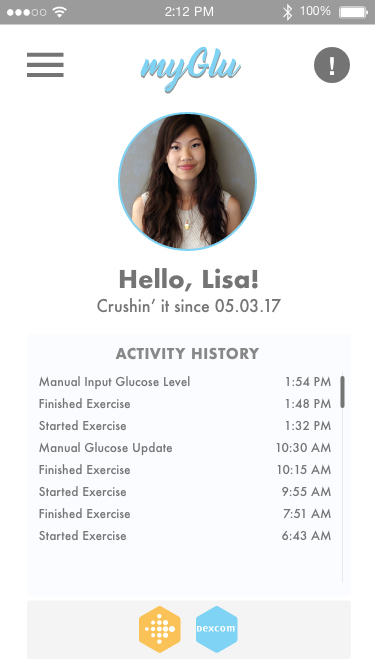 2:12 PM 100%
myGlu
!
Hello, Lisa!
Crushin' it since 05.03.17
ACTIVITY HISTORY
Manual Input Glucose Level 1:54 PM
Finished Exercise 1:48 PM
Started Exercise 1:32 PM
Manual Glucose Update 10:30 AM
Finished Exercise 10:15 AM
Started Exercise 9:55 AM
Finished Exercise 7:51 AM
Started Exercise 6:43 AM
DEXCOM